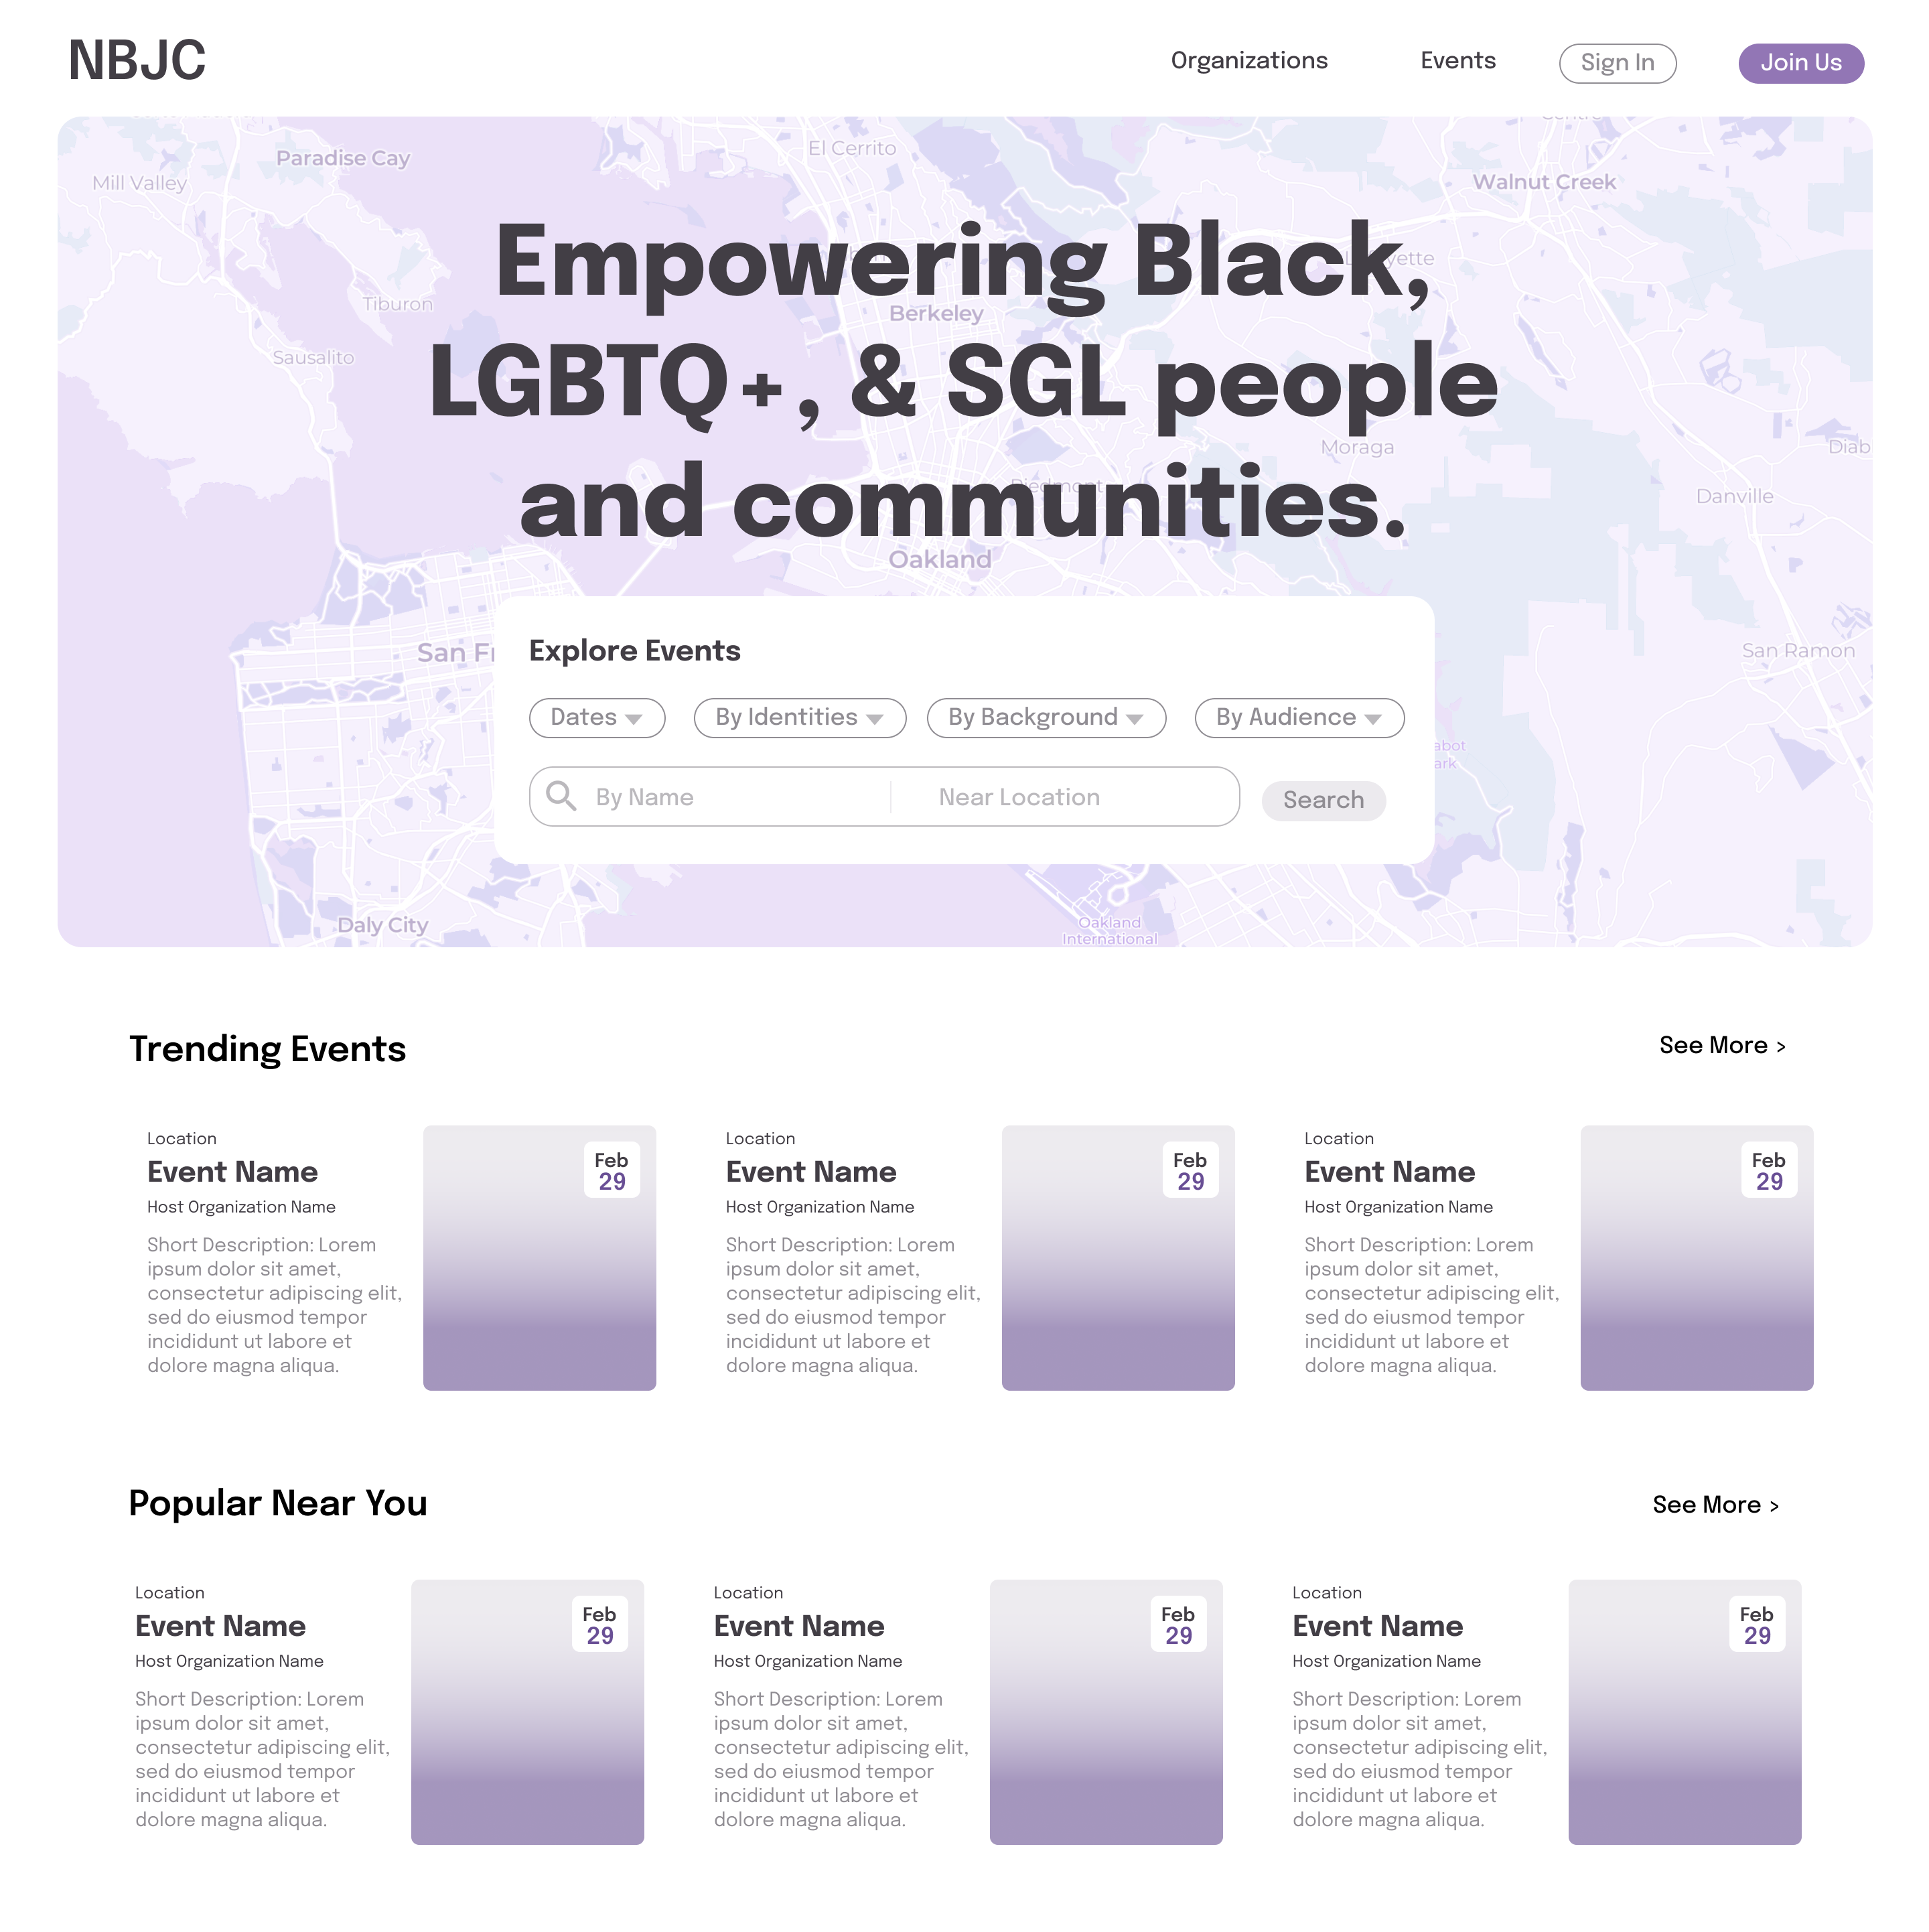 NBJC
Organizations
Events
Sign In
Join Us
Paradise Cay
Mill Valley
El Cerrito
Walnut Creek
Empowering Black,
Tiburon
Berkeley
Sausalito
LGBTQ+, & SGL people
Moraga
Danville
Piedmont
and communities.
Oakland
San Fr
San Ramon
Explore Events
Dates
By Identities
By Background
By Audience
By Name
Near Location
Search
Daly City
Oakland
International
Trending Events
See More >
Location
Event Name
Host Organization Name
Short Description: Lorem
ipsum dolor sit amet,
consectetur adipiscing elit,
sed do eiusmod tempor
incididunt ut labore et
dolore magna aliqua.
Feb
29
Location
Event Name
Host Organization Name
Short Description: Lorem
ipsum dolor sit amet,
consectetur adipiscing elit,
sed do eiusmod tempor
incididunt ut labore et
dolore magna aliqua.
Feb
29
Location
Event Name
Host Organization Name
Short Description: Lorem
ipsum dolor sit amet,
consectetur adipiscing elit,
sed do eiusmod tempor
incididunt ut labore et
dolore magna aliqua.
Feb
29
Popular Near You
See More >
Location
Event Name
Host Organization Name
Short Description: Lorem
ipsum dolor sit amet,
consectetur adipiscing elit,
sed do eiusmod tempor
incididunt ut labore et
dolore magna aliqua.
Feb
29
Location
Event Name
Host Organization Name
Short Description: Lorem
ipsum dolor sit amet,
consectetur adipiscing elit,
sed do eiusmod tempor
incididunt ut labore et
dolore magna aliqua.
Feb
29
Location
Event Name
Host Organization Name
Short Description: Lorem
ipsum dolor sit amet,
consectetur adipiscing elit,
sed do eiusmod tempor
incididunt ut labore et
dolore magna aliqua.
Feb
29